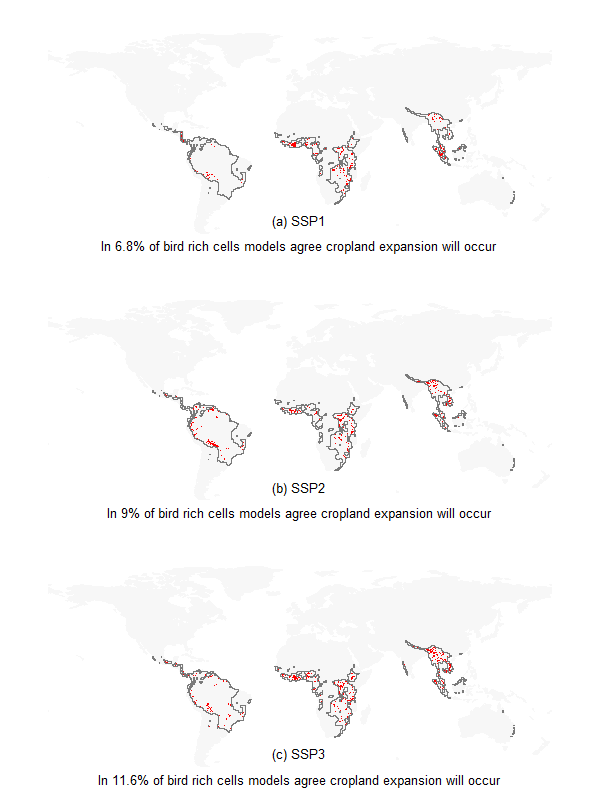 (a) SSP1
In 6.8% of bird rich cells models agree cropland expansion will occur
(b) SSP2
In 9% of bird rich cells models agree cropland expansion will occur
(c) SSP3
In 11.6% of bird rich cells models agree cropland expansion will occur